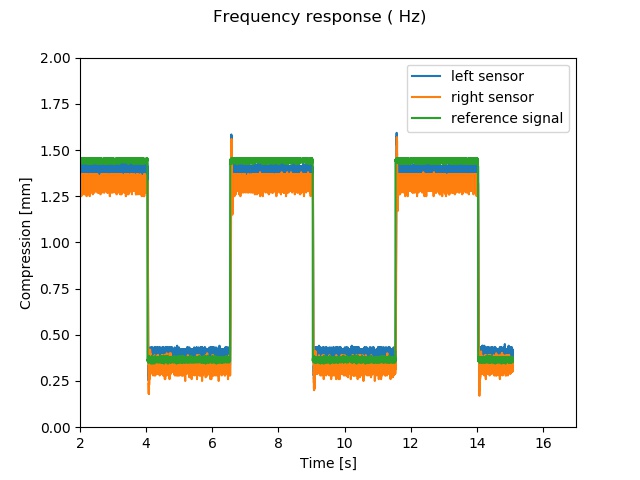 Frequency response ( Hz)
left sensor
right sensor
reference signal
Compression [mm]
2.00
1.75
1.50
1.25
1.00
0.75
0.50
0.25
0.00
2 4 6 8 10 12 14 16
Time [s]